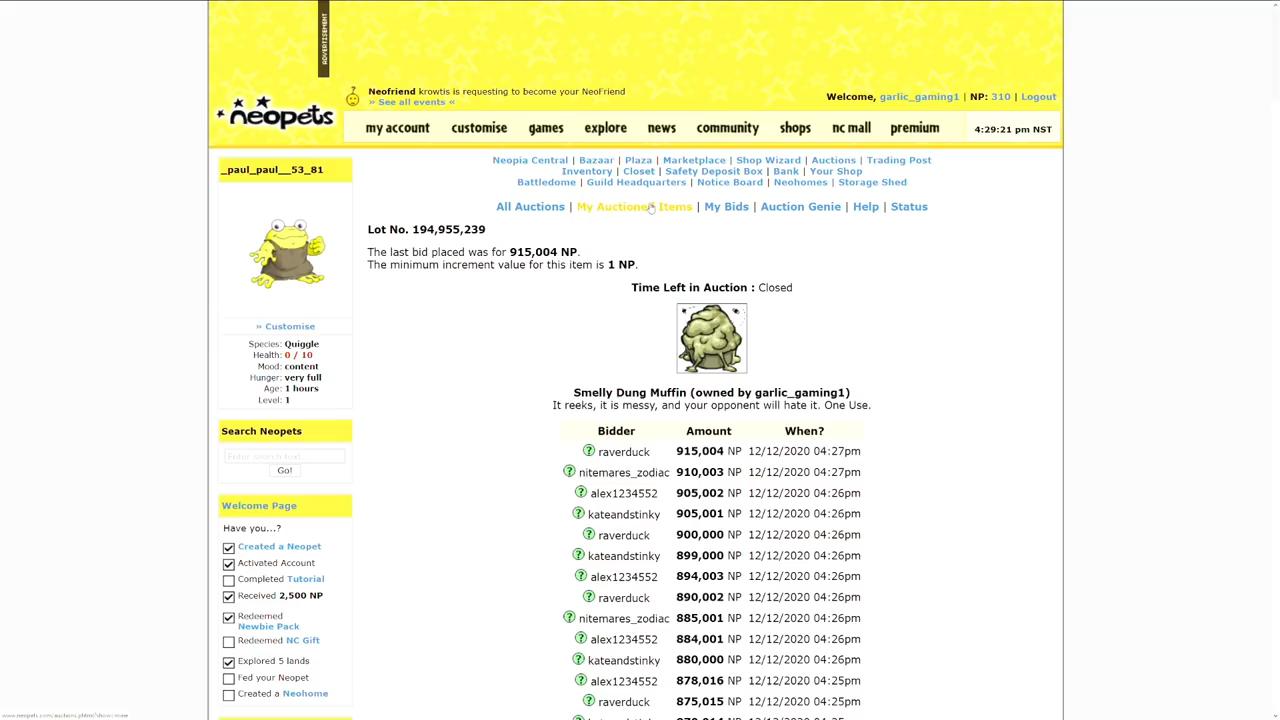 ADVERTISEMENT
Neofriend krowtis is requesting to become your NeoFriend
» See all events «
Welcome, garlic_gaming1 | NP: 310 | Logout
neopets
my account customise games explore news community shops nc mall premium 4:29:21 pm NST
Neopia Central | Bazaar | Plaza | Marketplace | Shop Wizard | Auctions | Trading Post
Inventory | Closet | Safety Deposit Box | Bank | Your Shop
Battledome | Guild Headquarters | Notice Board | Neohomes | Storage Shed
All Auctions | My Auctioned Items | My Bids | Auction Genie | Help | Status
_paul_paul__53_81
» Customise
Species: Quiggle
Health: 0 / 10
Mood: content
Hunger: very full
Age: 1 hours
Level: 1
Search Neopets
Enter search text...
Go!
Welcome Page
Have you...?
Created a Neopet
Activated Account
Completed Tutorial
Received 2,500 NP
Redeemed
Newbie Pack
Redeemed NC Gift
Explored 5 lands
Fed your Neopet
Created a Neohome
Lot No. 194,955,239
The last bid placed was for 915,004 NP.
The minimum increment value for this item is 1 NP.
Time Left in Auction : Closed
Smelly Dung Muffin (owned by garlic_gaming1)
It reeks, it is messy, and your opponent will hate it. One Use.
Bidder Amount When?
raverduck 915,004 NP 12/12/2020 04:27pm
nitemares_zodiac 910,003 NP 12/12/2020 04:27pm
alex1234552 905,002 NP 12/12/2020 04:26pm
kateandstinky 905,001 NP 12/12/2020 04:26pm
raverduck 900,000 NP 12/12/2020 04:26pm
kateandstinky 899,000 NP 12/12/2020 04:26pm
alex1234552 894,003 NP 12/12/2020 04:26pm
raverduck 890,002 NP 12/12/2020 04:26pm
nitemares_zodiac 885,001 NP 12/12/2020 04:26pm
alex1234552 884,001 NP 12/12/2020 04:26pm
kateandstinky 880,000 NP 12/12/2020 04:26pm
alex1234552 878,016 NP 12/12/2020 04:25pm
raverduck 875,015 NP 12/12/2020 04:25pm